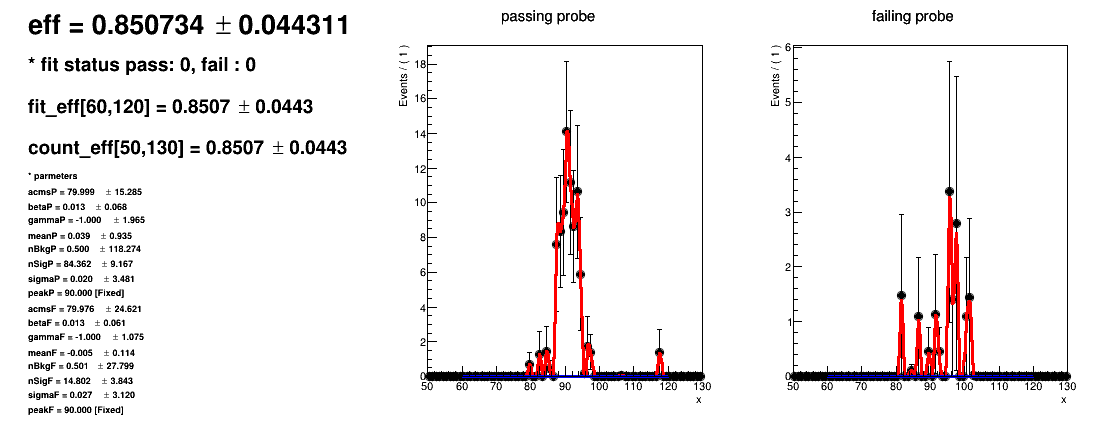 eff = 0.850734 ± 0.044311
* fit status pass: 0, fail : 0
fit_eff[60,120] = 0.8507 ± 0.0443
count_eff[50,130] = 0.8507 ± 0.0443
* parmeters
acmsP = 79.999 ± 15.285
betaP = 0.013 ± 0.068
gammaP = -1.000 ± 1.965
meanP = 0.039 ± 0.935
nBkgP = 0.500 ± 118.274
nSigP = 84.362 ± 9.167
sigmaP = 0.020 ± 3.481
peakP = 90.000 [Fixed]
acmsF = 79.976 ± 24.621
betaF = 0.013 ± 0.061
gammaF = -1.000 ± 1.075
meanF = -0.005 ± 0.114
nBkgF = 0.501 ± 27.799
nSigF = 14.802 ± 3.843
sigmaF = 0.027 ± 3.120
peakF = 90.000 [Fixed]
passing probe
Events / ( 1 )
18
16
14
12
10
8
6
4
2
0
50 60 70 80 90 100 110 120 130
x
failing probe
Events / ( 1 )
6
5
4
3
2
1
0
50 60 70 80 90 100 110 120 130
x